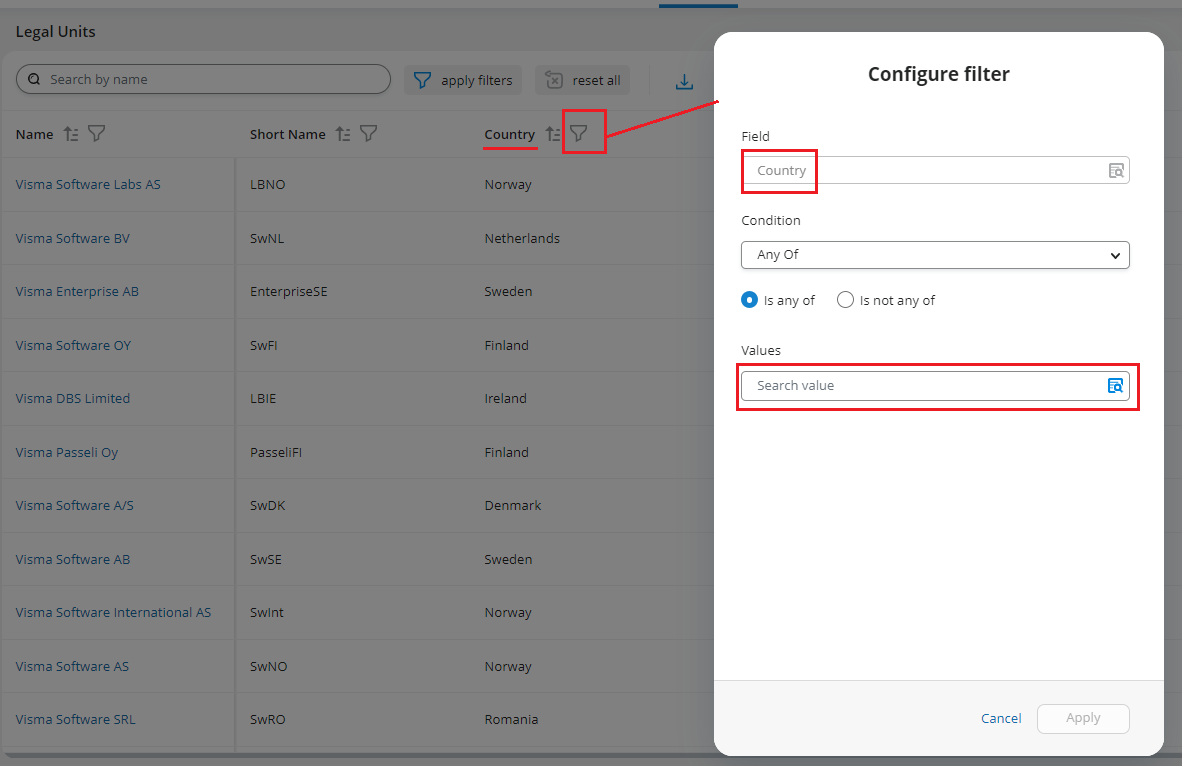 Legal Units
Search by name apply filters reset all
Name Short Name Country
Visma Software Labs AS LBNO Norway
Visma Software BV SwNL Netherlands
Visma Enterprise AB EnterpriseSE Sweden
Visma Software OY SwFI Finland
Visma DBS Limited LBIE Ireland
Visma Passeli Oy PasseliFI Finland
Visma Software A/S SwDK Denmark
Visma Software AB SwSE Sweden
Visma Software International AS SwInt Norway
Visma Software AS SwNO Norway
Visma Software SRL SwRO Romania
Configure filter
Field
Country
Condition
Any Of
Is any of Is not any of
Values
Search value
Cancel Apply